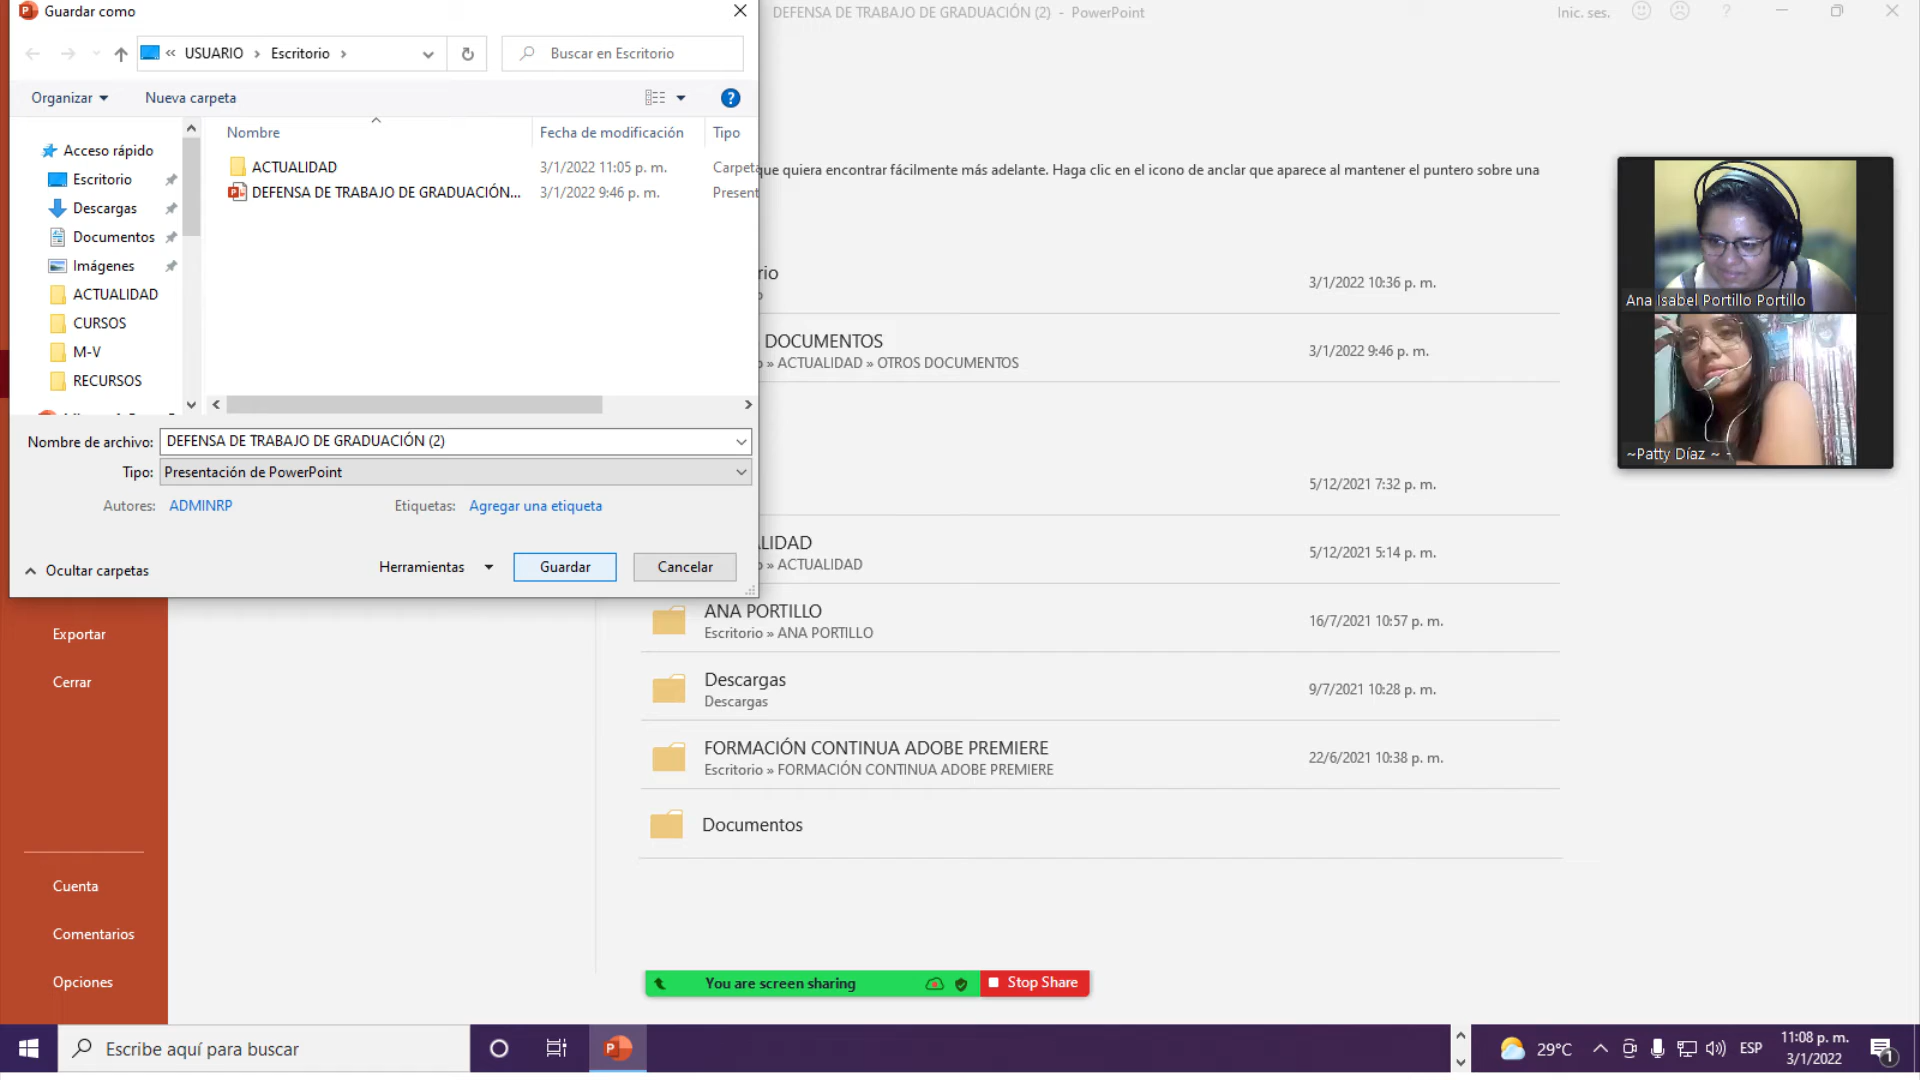 Guardar como
DEFENSA DE TRABAJO DE GRADUACIÓN (2) - PowerPoint
Inic. ses.
USUARIO
Escritorio
Buscar en Escritorio
Organizar
Nueva carpeta
Nombre
Fecha de modificación
Tipo
Acceso rápido
Escritorio
Descargas
Documentos
Imágenes
ACTUALIDAD
CURSOS
M-V
RECURSOS
ACTUALIDAD 3/1/2022 11:05 p. m. Carpeta
DEFENSA DE TRABAJO DE GRADUACIÓN... 3/1/2022 9:46 p. m. Present
Nombre de archivo: DEFENSA DE TRABAJO DE GRADUACIÓN (2)
Tipo: Presentación de PowerPoint
Autores: ADMINRP
Etiquetas: Agregar una etiqueta
Ocultar carpetas
Herramientas
Guardar
Cancelar
que quiera encontrar fácilmente más adelante. Haga clic en el icono de anclar que aparece al mantener el puntero sobre una
rio
3/1/2022 10:36 p. m.
DOCUMENTOS
» ACTUALIDAD » OTROS DOCUMENTOS
3/1/2022 9:46 p. m.
5/12/2021 7:32 p. m.
LIDAD
» ACTUALIDAD
5/12/2021 5:14 p. m.
ANA PORTILLO
Escritorio » ANA PORTILLO
16/7/2021 10:57 p. m.
Descargas
Descargas
9/7/2021 10:28 p. m.
FORMACIÓN CONTINUA ADOBE PREMIERE
Escritorio » FORMACIÓN CONTINUA ADOBE PREMIERE
22/6/2021 10:38 p. m.
Documentos
Exportar
Cerrar
Cuenta
Comentarios
Opciones
Ana Isabel Portillo Portillo
~Patty Díaz ~ -
You are screen sharing
Stop Share
Escribe aquí para buscar
29°C
ESP
11:08 p. m.
3/1/2022
1